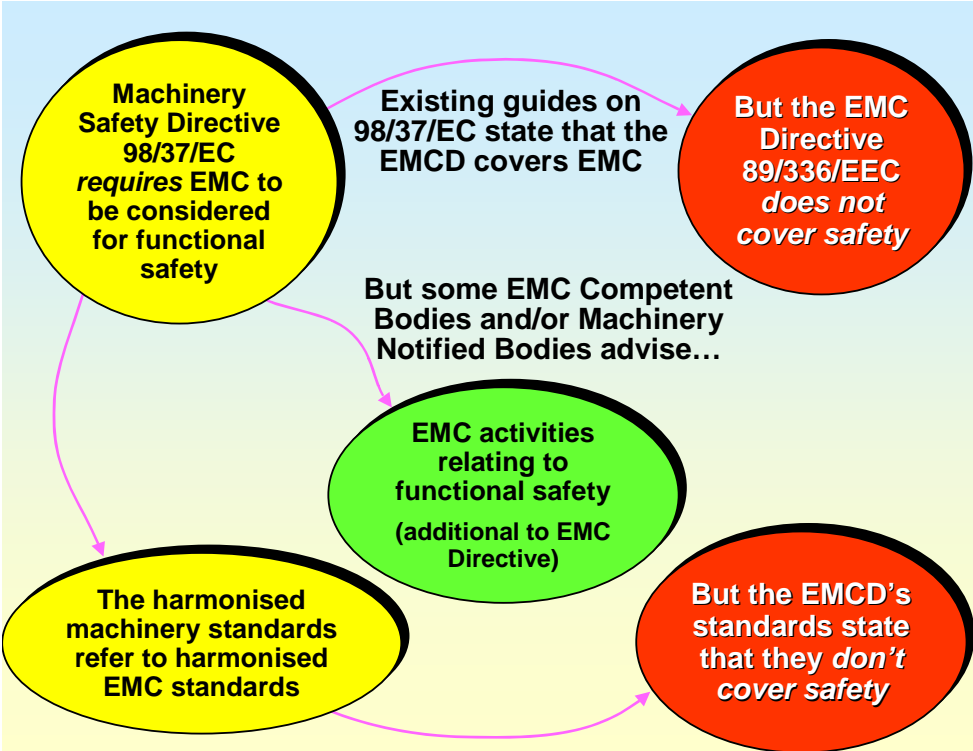 Machinery
Safety Directive
98/37/EC
requires EMC to
be considered
for functional
safety
Existing guides on
98/37/EC state that the
EMCD covers EMC
But the EMC
Directive
89/336/EEC
does not
cover safety
But some EMC Competent
Bodies and/or Machinery
Notified Bodies advise…
EMC activities
relating to
functional safety
(additional to EMC
Directive)
The harmonised
machinery standards
refer to harmonised
EMC standards
But the EMCD’s
standards state
that they don’t
cover safety